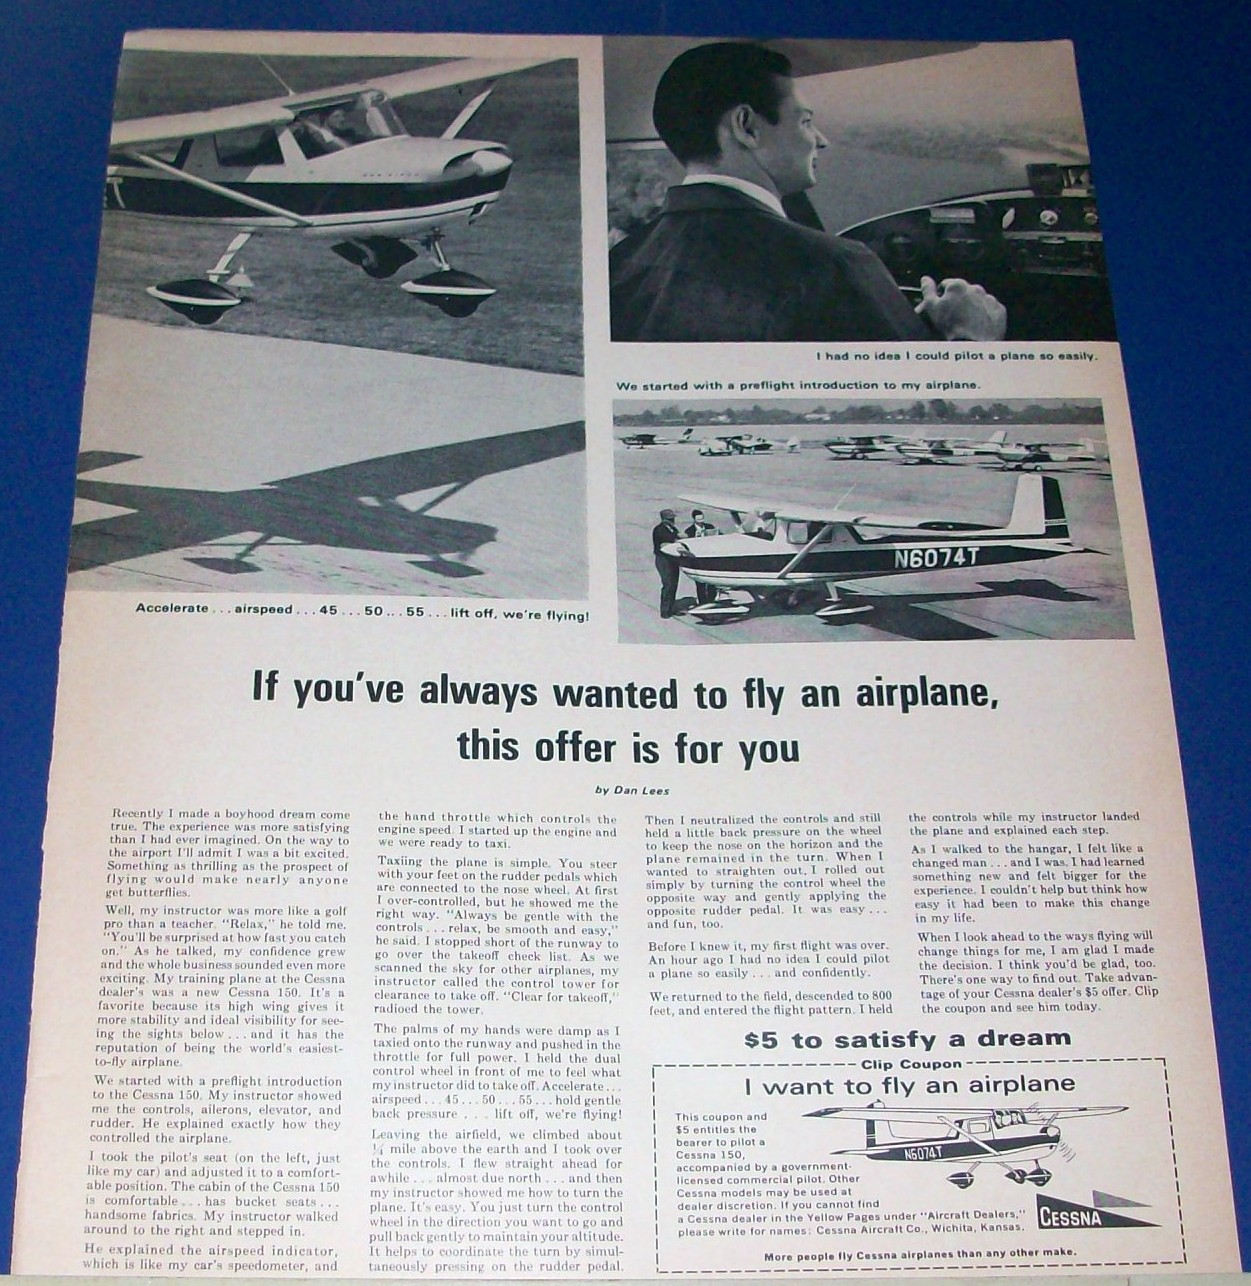 I had no idea I could pilot a plane so easily.
We started with a preflight introduction to my airplane.
N6074T
Accelerate...airspeed...45...50...55...lift off, we're flying!
If you've always wanted to fly an airplane,
this offer is for you
by Dan Lees
Recently I made a boyhood dream come
true. The experience was more satisfying
than I had ever imagined. On the way to
the airport I'll admit I was a bit excited.
Something as thrilling as the prospect of
flying would make nearly anyone
get butterflies.
Well, my instructor was more like a golf
pro than a teacher. "Relax," he told me.
"You'll be surprised at how fast you catch
on." As he talked, my confidence grew
and the whole business sounded even more
exciting. My training plane at the Cessna
dealer's was a new Cessna 150. It's a
favorite because its high wing gives it
more stability and ideal visibility for see-
ing the sights below...and it has the
reputation of being the world's easiest-
to-fly airplane.
We started with a preflight introduction
to the Cessna 150. My instructor showed
me the controls, ailerons, elevator, and
rudder. He explained exactly how they
controlled the airplane.
I took the pilot's seat (on the left, just
like my car) and adjusted it to a comfort-
able position. The cabin of the Cessna 150
is comfortable...has bucket seats...
handsome fabrics. My instructor walked
around to the right and stepped in.
He explained the airspeed indicator,
which is like my car's speedometer, and
the hand throttle which controls the
engine speed. I started up the engine and
we were ready to taxi.
Taxiing the plane is simple. You steer
with your feet on the rudder pedals which
are connected to the nose wheel. At first
I over-controlled, but he showed me the
right way. "Always be gentle with the
controls...relax, be smooth and easy,"
he said. I stopped short of the runway to
go over the takeoff check list. As we
scanned the sky for other airplanes, my
instructor called the control tower for
clearance to take off. "Clear for takeoff,"
radioed the tower.
The palms of my hands were damp as I
taxied onto the runway and pushed in the
throttle for full power. I held the dual
control wheel in front of me to feel what
my instructor did to take off. Accelerate...
airspeed...45...50...55...hold gentle
back pressure....lift off, we're flying!
Leaving the airfield, we climbed about
¼ mile above the earth and I took over
the controls. I flew straight ahead for
awhile...almost due north...and then
my instructor showed me how to turn the
plane. It's easy. You just turn the control
wheel in the direction you want to go and
pull back gently to maintain your altitude.
It helps to coordinate the turn by simul-
taneously pressing on the rudder pedal.
Then I neutralized the controls and still
held a little back pressure on the wheel
to keep the nose on the horizon and the
plane remained in the turn. When I
wanted to straighten out, I rolled out
simply by turning the control wheel the
opposite way and gently applying the
opposite rudder pedal. It was easy...
and fun, too.
Before I knew it, my first flight was over.
An hour ago I had no idea I could pilot
a plane so easily...and confidently.
We returned to the field, descended to 800
feet, and entered the flight pattern. I held
the controls while my instructor landed
the plane and explained each step.
As I walked to the hangar, I felt like a
changed man...and I was. I had learned
something new and felt bigger for the
experience. I couldn't help but think how
easy it had been to make this change
in my life.
When I look ahead to the ways flying will
change things for me, I am glad I made
the decision. I think you'd be glad, too.
There's one way to find out. Take advan-
tage of your Cessna dealer's $5 offer. Clip
the coupon and see him today.
$5 to satisfy a dream
Clip Coupon
I want to fly an airplane
This coupon and
$5 entitles the
bearer to pilot a
Cessna 150,
accompanied by a government-
licensed commercial pilot. Other
Cessna models may be used at
dealer discretion. If you cannot find
a Cessna dealer in the Yellow Pages under "Aircraft Dealers,"
please write for names: Cessna Aircraft Co., Wichita, Kansas.
N6074T
CESSNA
More people fly Cessna airplanes than any other make.